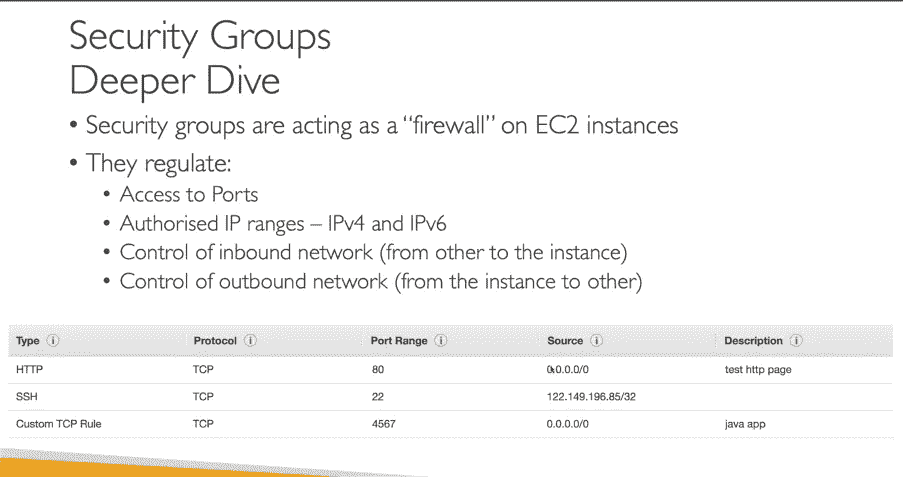 Security Groups
Deeper Dive
• Security groups are acting as a “firewall” on EC2 instances
• They regulate:
• Access to Ports
• Authorised IP ranges – IPv4 and IPv6
• Control of inbound network (from other to the instance)
• Control of outbound network (from the instance to other)
Type Protocol Port Range Source Description
HTTP TCP 80 0.0.0.0/0 test http page
SSH TCP 22 122.149.196.85/32
Custom TCP Rule TCP 4567 0.0.0.0/0 java app